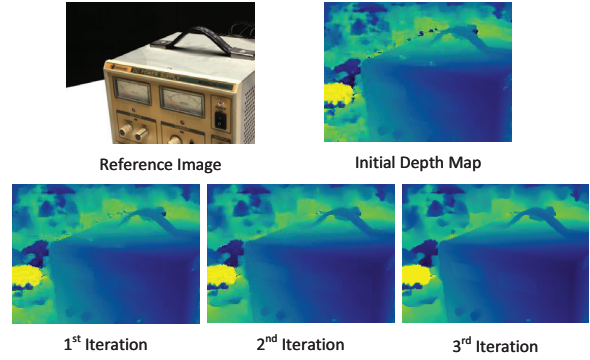 Reference Image
Initial Depth Map
1st Iteration
2nd Iteration
3rd Iteration